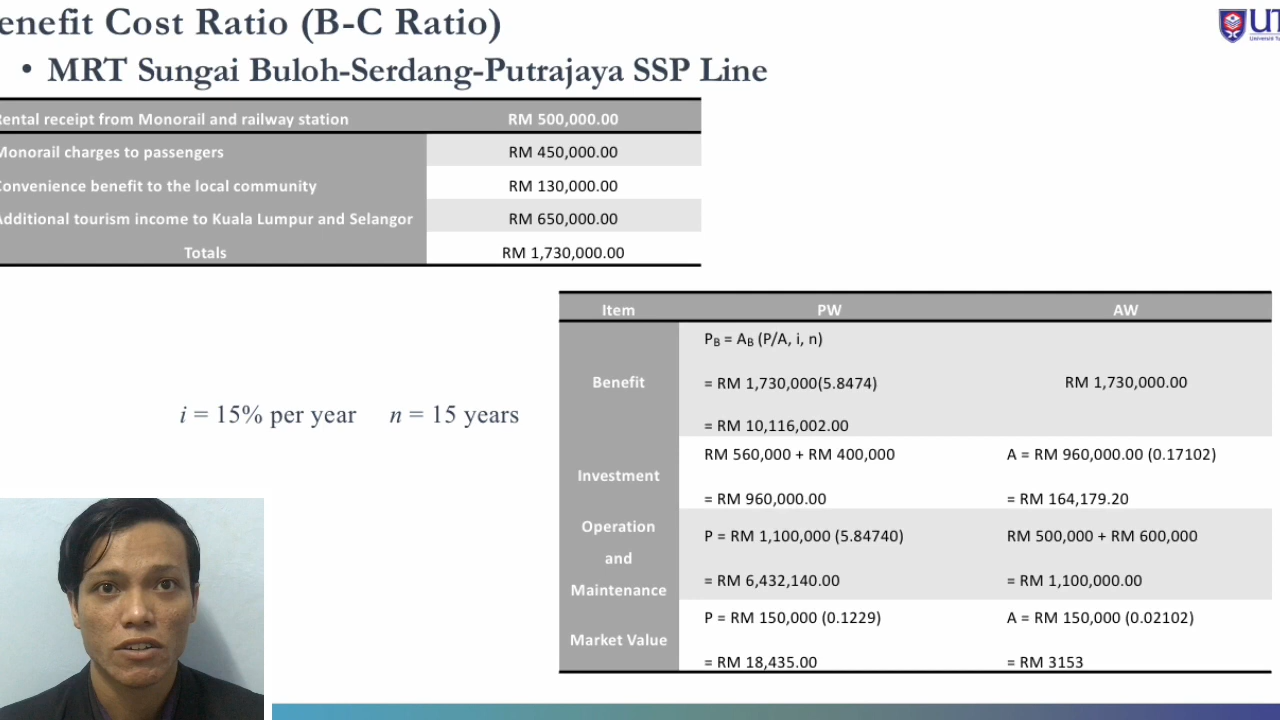 enefit Cost Ratio (B-C Ratio)
• MRT Sungai Buloh-Serdang-Putrajaya SSP Line
UT
Rental receipt from Monorail and railway station RM 500,000.00
Monorail charges to passengers RM 450,000.00
Convenience benefit to the local community RM 130,000.00
Additional tourism income to Kuala Lumpur and Selangor RM 650,000.00
Totals RM 1,730,000.00
i = 15% per year n = 15 years
Item PW AW
P_B = A_B (P/A, i, n)
Benefit = RM 1,730,000(5.8474) RM 1,730,000.00
= RM 10,116,002.00
RM 560,000 + RM 400,000 A = RM 960,000.00 (0.17102)
Investment
= RM 960,000.00 = RM 164,179.20
Operation
and
Maintenance
P = RM 1,100,000 (5.84740) RM 500,000 + RM 600,000
= RM 6,432,140.00 = RM 1,100,000.00
P = RM 150,000 (0.1229) A = RM 150,000 (0.02102)
Market Value
= RM 18,435.00 = RM 3153